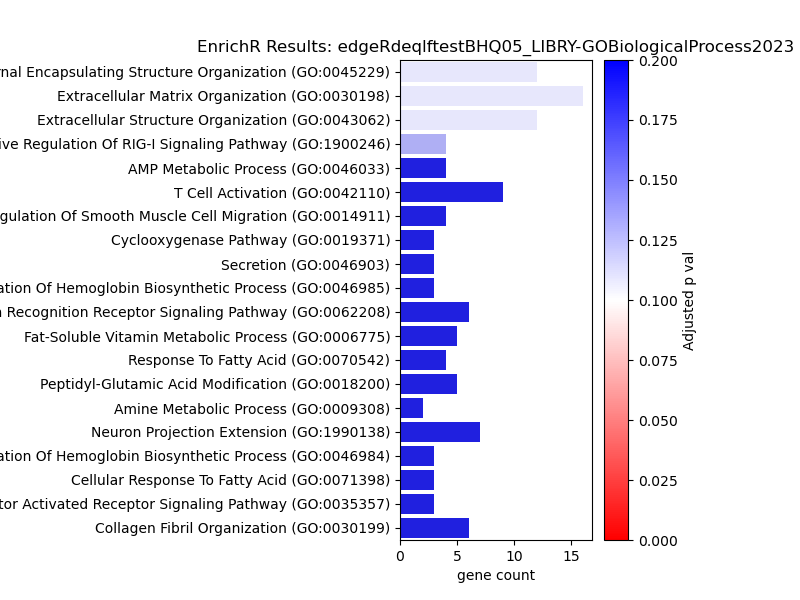 EnrichR Results: edgeRdeqlftestBHQ05_LIBRY-GOBiologicalProcess2023
Encapsulating Structure Organization (GO:0045229)
Extracellular Matrix Organization (GO:0030198)
Extracellular Structure Organization (GO:0043062)
Regulation Of RIG-I Signaling Pathway (GO:1900246)
AMP Metabolic Process (GO:0046033)
T Cell Activation (GO:0042110)
Of Smooth Muscle Cell Migration (GO:0014911)
Cyclooxygenase Pathway (GO:0019371)
Secretion (GO:0046903)
Of Hemoglobin Biosynthetic Process (GO:0046985)
Recognition Receptor Signaling Pathway (GO:0062208)
Fat-Soluble Vitamin Metabolic Process (GO:0006775)
Response To Fatty Acid (GO:0070542)
Peptidyl-Glutamic Acid Modification (GO:0018200)
Amine Metabolic Process (GO:0009308)
Neuron Projection Extension (GO:1990138)
Of Hemoglobin Biosynthetic Process (GO:0046984)
Cellular Response To Fatty Acid (GO:0071398)
Activated Receptor Signaling Pathway (GO:0035357)
Collagen Fibril Organization (GO:0030199)
0 5 10 15
gene count
0.200
0.175
0.150
0.125
0.100
0.075
0.050
0.025
0.000
Adjusted p val